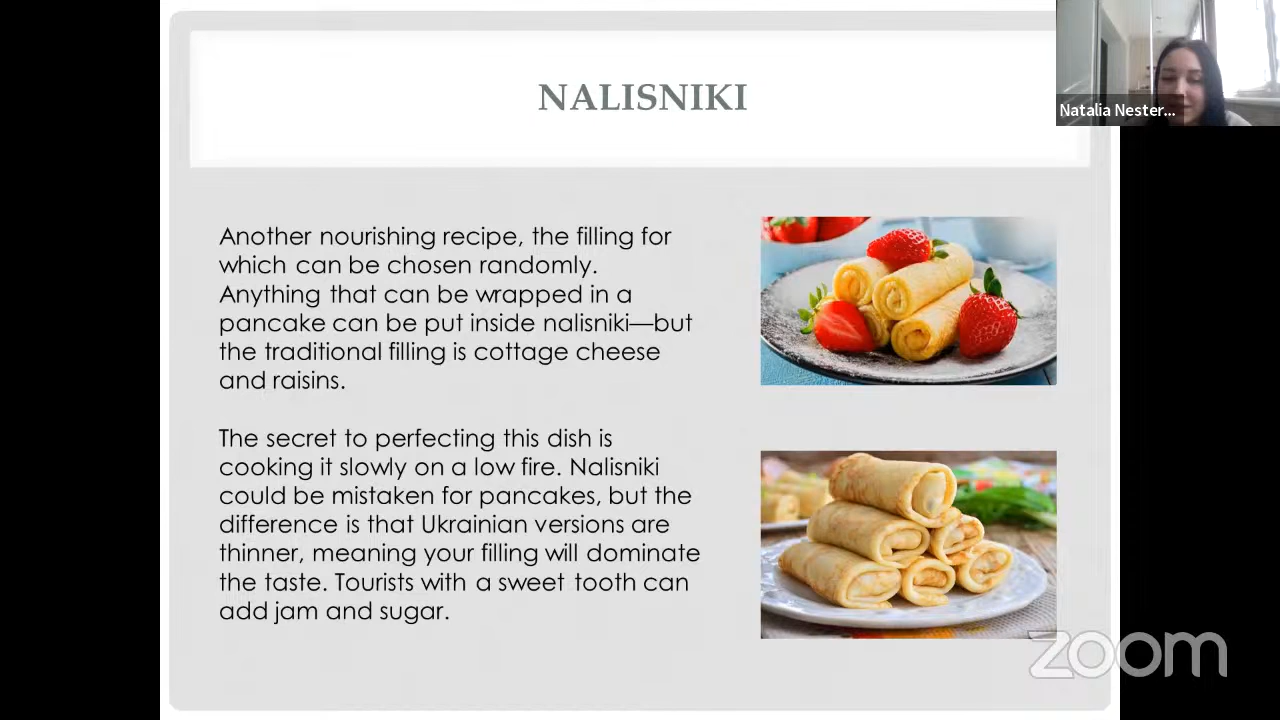 NALISNIKI
Natalia Nester...
Another nourishing recipe, the filling for
which can be chosen randomly.
Anything that can be wrapped in a
pancake can be put inside nalisniki—but
the traditional filling is cottage cheese
and raisins.
The secret to perfecting this dish is
cooking it slowly on a low fire. Nalisniki
could be mistaken for pancakes, but the
difference is that Ukrainian versions are
thinner, meaning your filling will dominate
the taste. Tourists with a sweet tooth can
add jam and sugar.
zoom